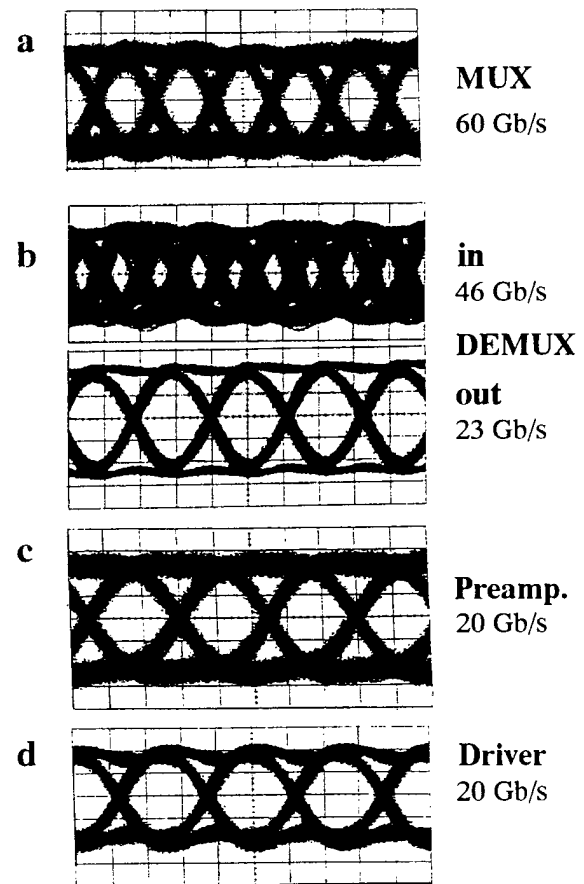 a
MUX
60 Gb/s
b
in
46 Gb/s
DEMUX
out
23 Gb/s
c
Preamp.
20 Gb/s
d
Driver
20 Gb/s